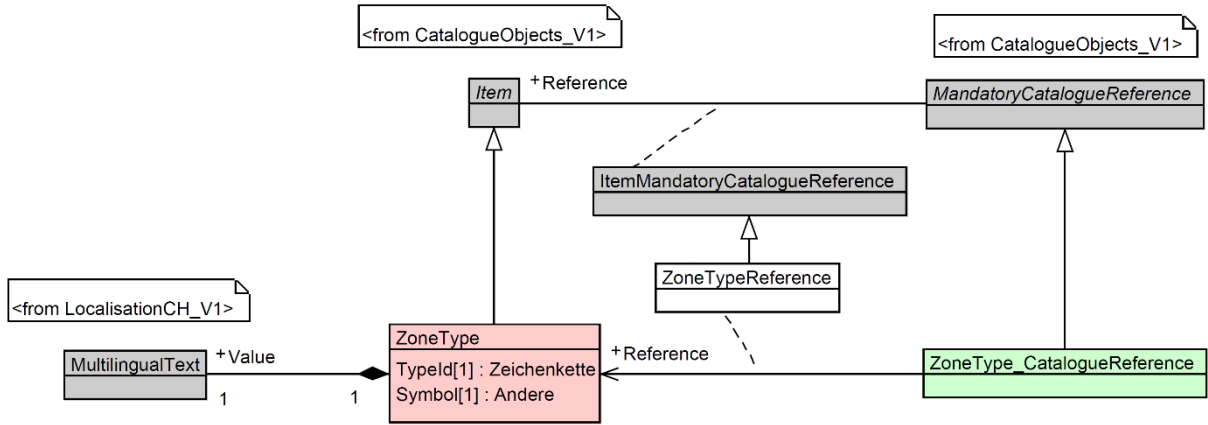 <from CatalogueObjects_V1>
<from CatalogueObjects_V1>
Item
+Reference
MandatoryCatalogueReference
ItemMandatoryCatalogueReference
ZoneTypeReference
<from LocalisationCH_V1>
MultilingualText
+Value
1
1
ZoneType
TypeId[1] : Zeichenkette
Symbol[1] : Andere
+Reference
ZoneType_CatalogueReference